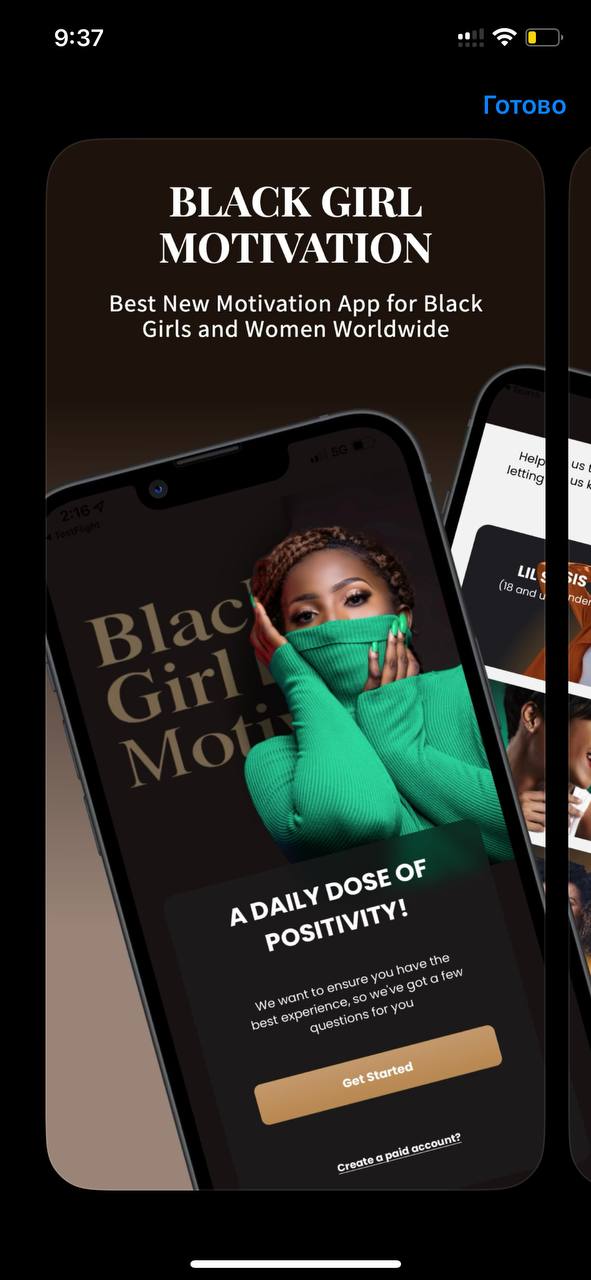 9:37
Готово
BLACK GIRL
MOTIVATION
Best New Motivation App for Black
Girls and Women Worldwide
2:16
TestFlight
5G
Black
Girl
A DAILY DOSE OF
POSITIVITY!
We want to ensure you have the
best experience, so we've got a few
questions for you
Get Started
Create a paid account?
Help us
letting us
LIL SIS
(18 and under